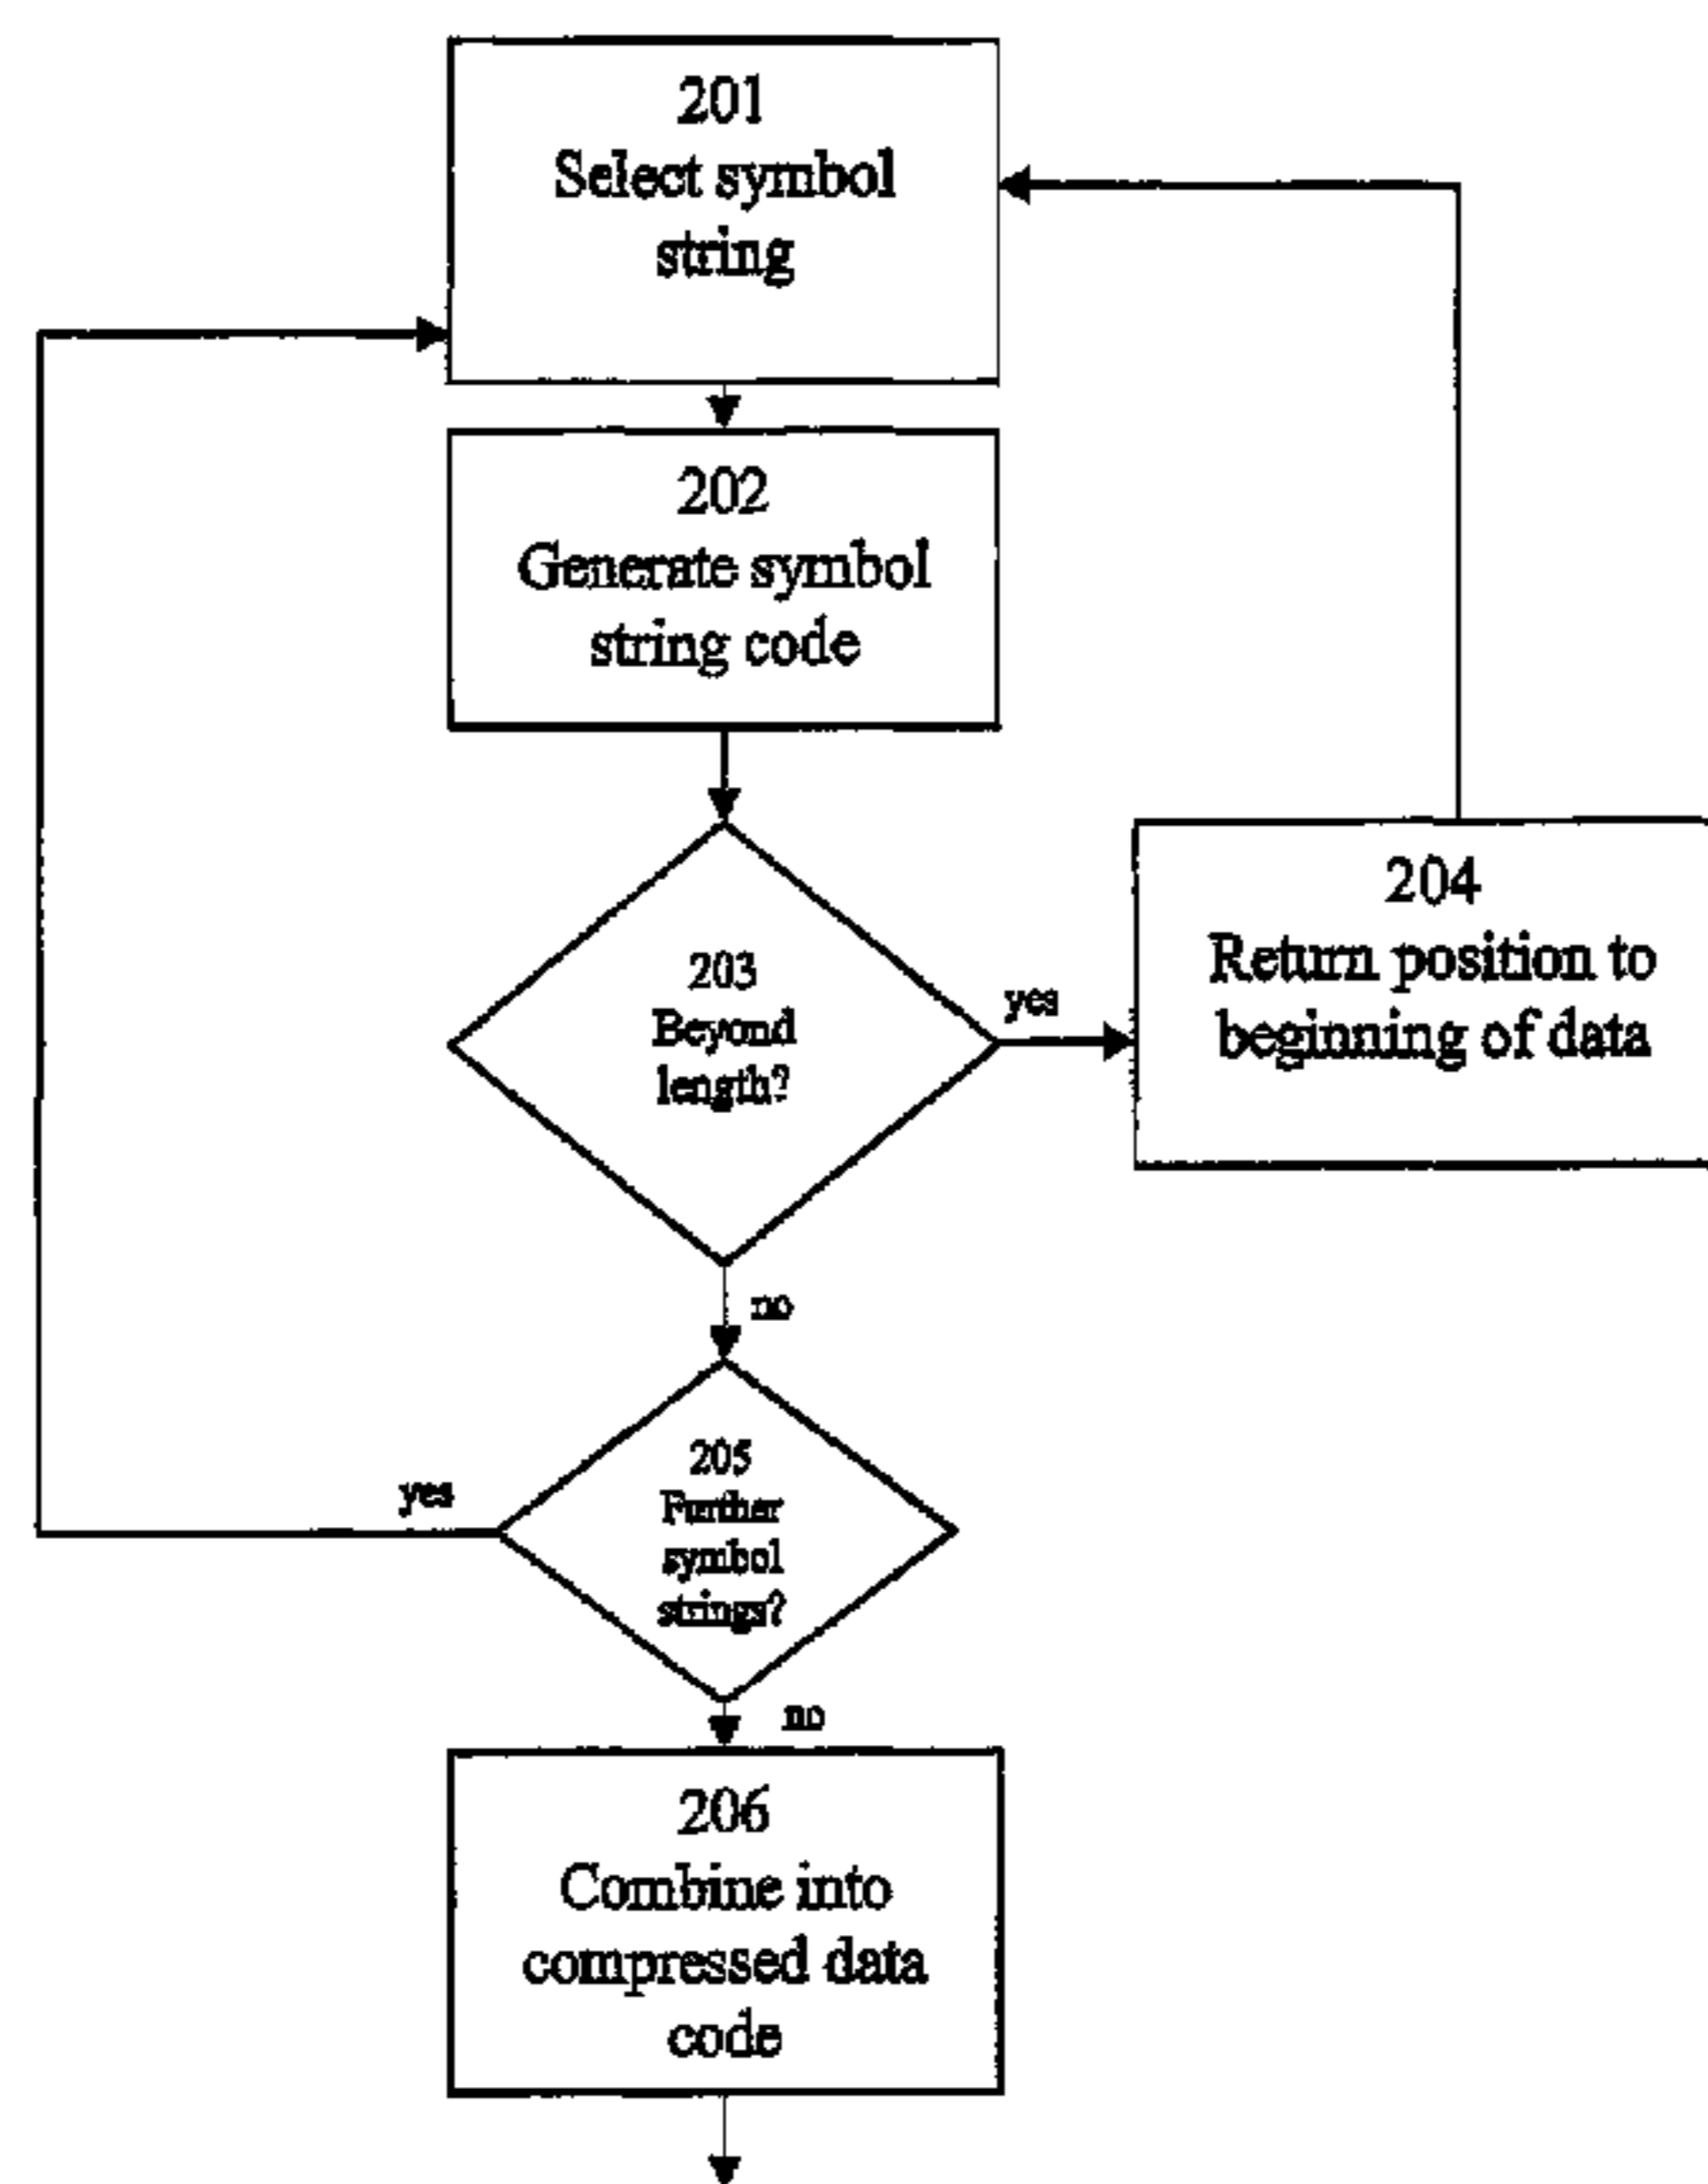 201
Select symbol
string
202
Generate symbol
string code
203
Beyond
length?
yes
204
Return position to
beginning of data
no
205
Further
symbol
strings?
yes
no
206
Combine into
compressed data
code